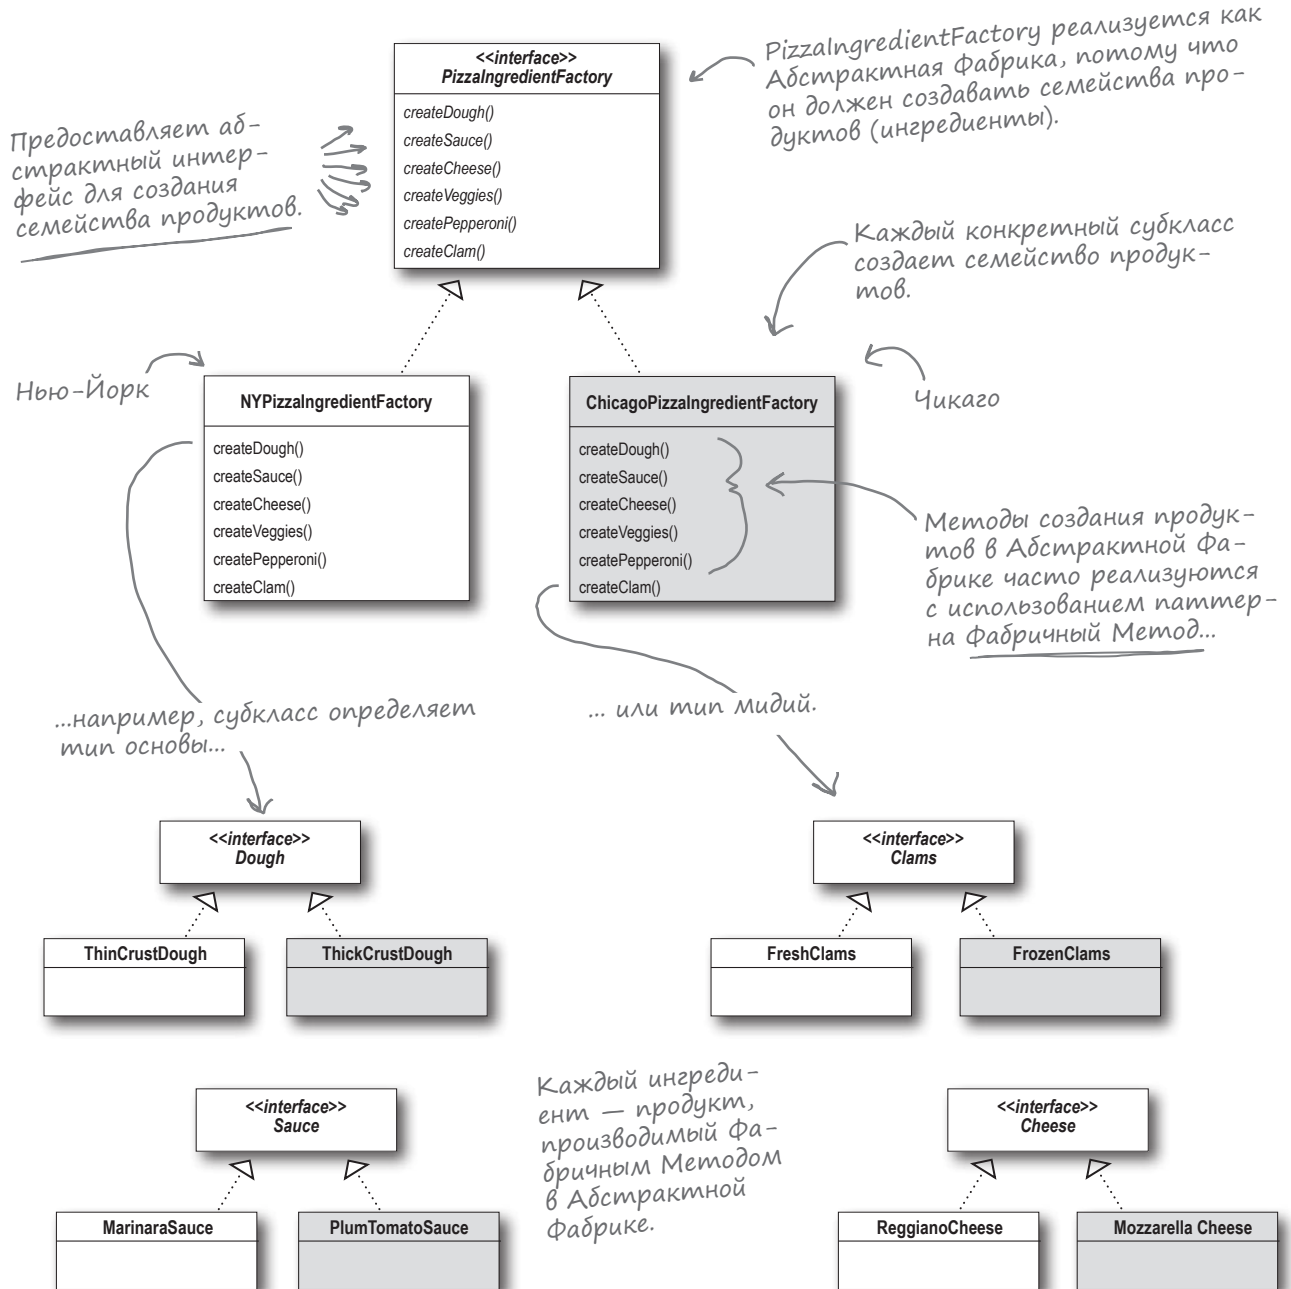 PizzaIngredientFactory реализуется как
Абстрактная Фабрика, потому что
он должен создавать семейства про-
дуктов (ингредиенты).
<<interface>>
PizzaIngredientFactory
createDough()
createSauce()
createCheese()
createVeggies()
createPepperoni()
createClam()
Предоставляет аб-
страктный интер-
фейс для создания
семейства продуктов.
Каждый конкретный субкласс
создает семейство продук-
тов.
Нью-Йорк
NYPizzaIngredientFactory
createDough()
createSauce()
createCheese()
createVeggies()
createPepperoni()
createClam()
ChicagoPizzaIngredientFactory
createDough()
createSauce()
createCheese()
createVeggies()
createPepperoni()
createClam()
Чикаго
Методы создания продук-
тов в Абстрактной Фа-
брике часто реализуются
с использованием паттер-
на Фабричный Метод...
...например, субкласс определяет
тип основы...
... или тип мидий.
<<interface>>
Dough
ThinCrustDough
ThickCrustDough
<<interface>>
Clams
FreshClams
FrozenClams
<<interface>>
Sauce
MarinaraSauce
PlumTomatoSauce
Каждый ингреди-
ент — продукт,
производимый Фа-
бричным Методом
в Абстрактной
Фабрике.
<<interface>>
Cheese
ReggianoCheese
Mozzarella Cheese